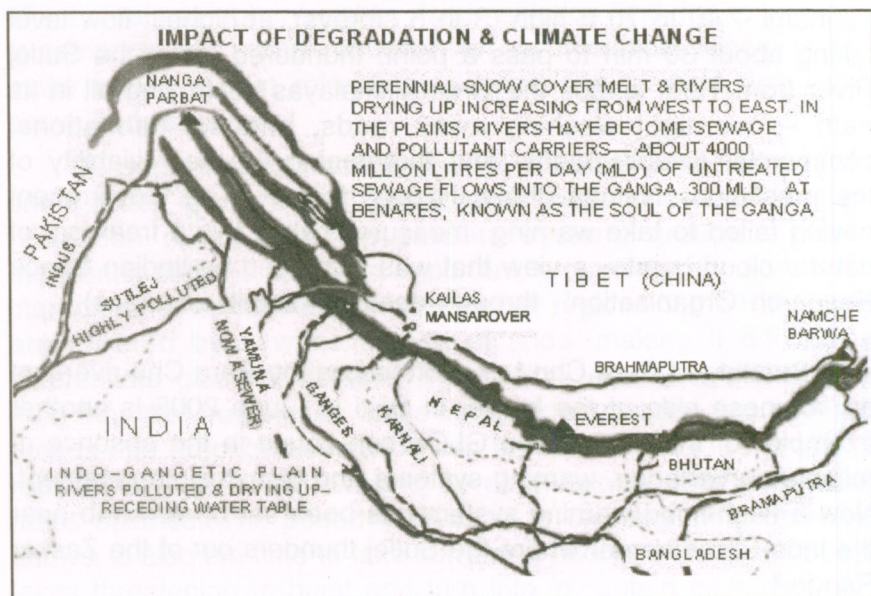 IMPACT OF DEGRADATION & CLIMATE CHANGE
NANGA
PARBAT
PERENNIAL SNOW COVER MELT & RIVERS
DRYING UP INCREASING FROM WEST TO EAST. IN
THE PLAINS, RIVERS HAVE BECOME SEWAGE
AND POLLUTANT CARRIERS— ABOUT 4000
MILLION LITRES PER DAY (MLD) OF UNTREATED
SEWAGE FLOWS INTO THE GANGA. 300 MLD AT
BENARES, KNOWN AS THE SOUL OF THE GANGA
PAKISTAN
INDUS
SUTLEJ
HIGHLY POLLUTED
YAMUNA
NOW (SEWER)
KAILAS
MANSAROVER
TIBET (CHINA)
NAMCHE
BARWA
BRAHMAPUTRA
GANGES
KARNALI
NEPAL
EVEREST
INDIA
BHUTAN
INDO-GANGETIC PLAIN
RIVERS POLLUTED & DRYING UP
RECEDING WATER TABLE
BRAMAPUTRA
BANGLADESH